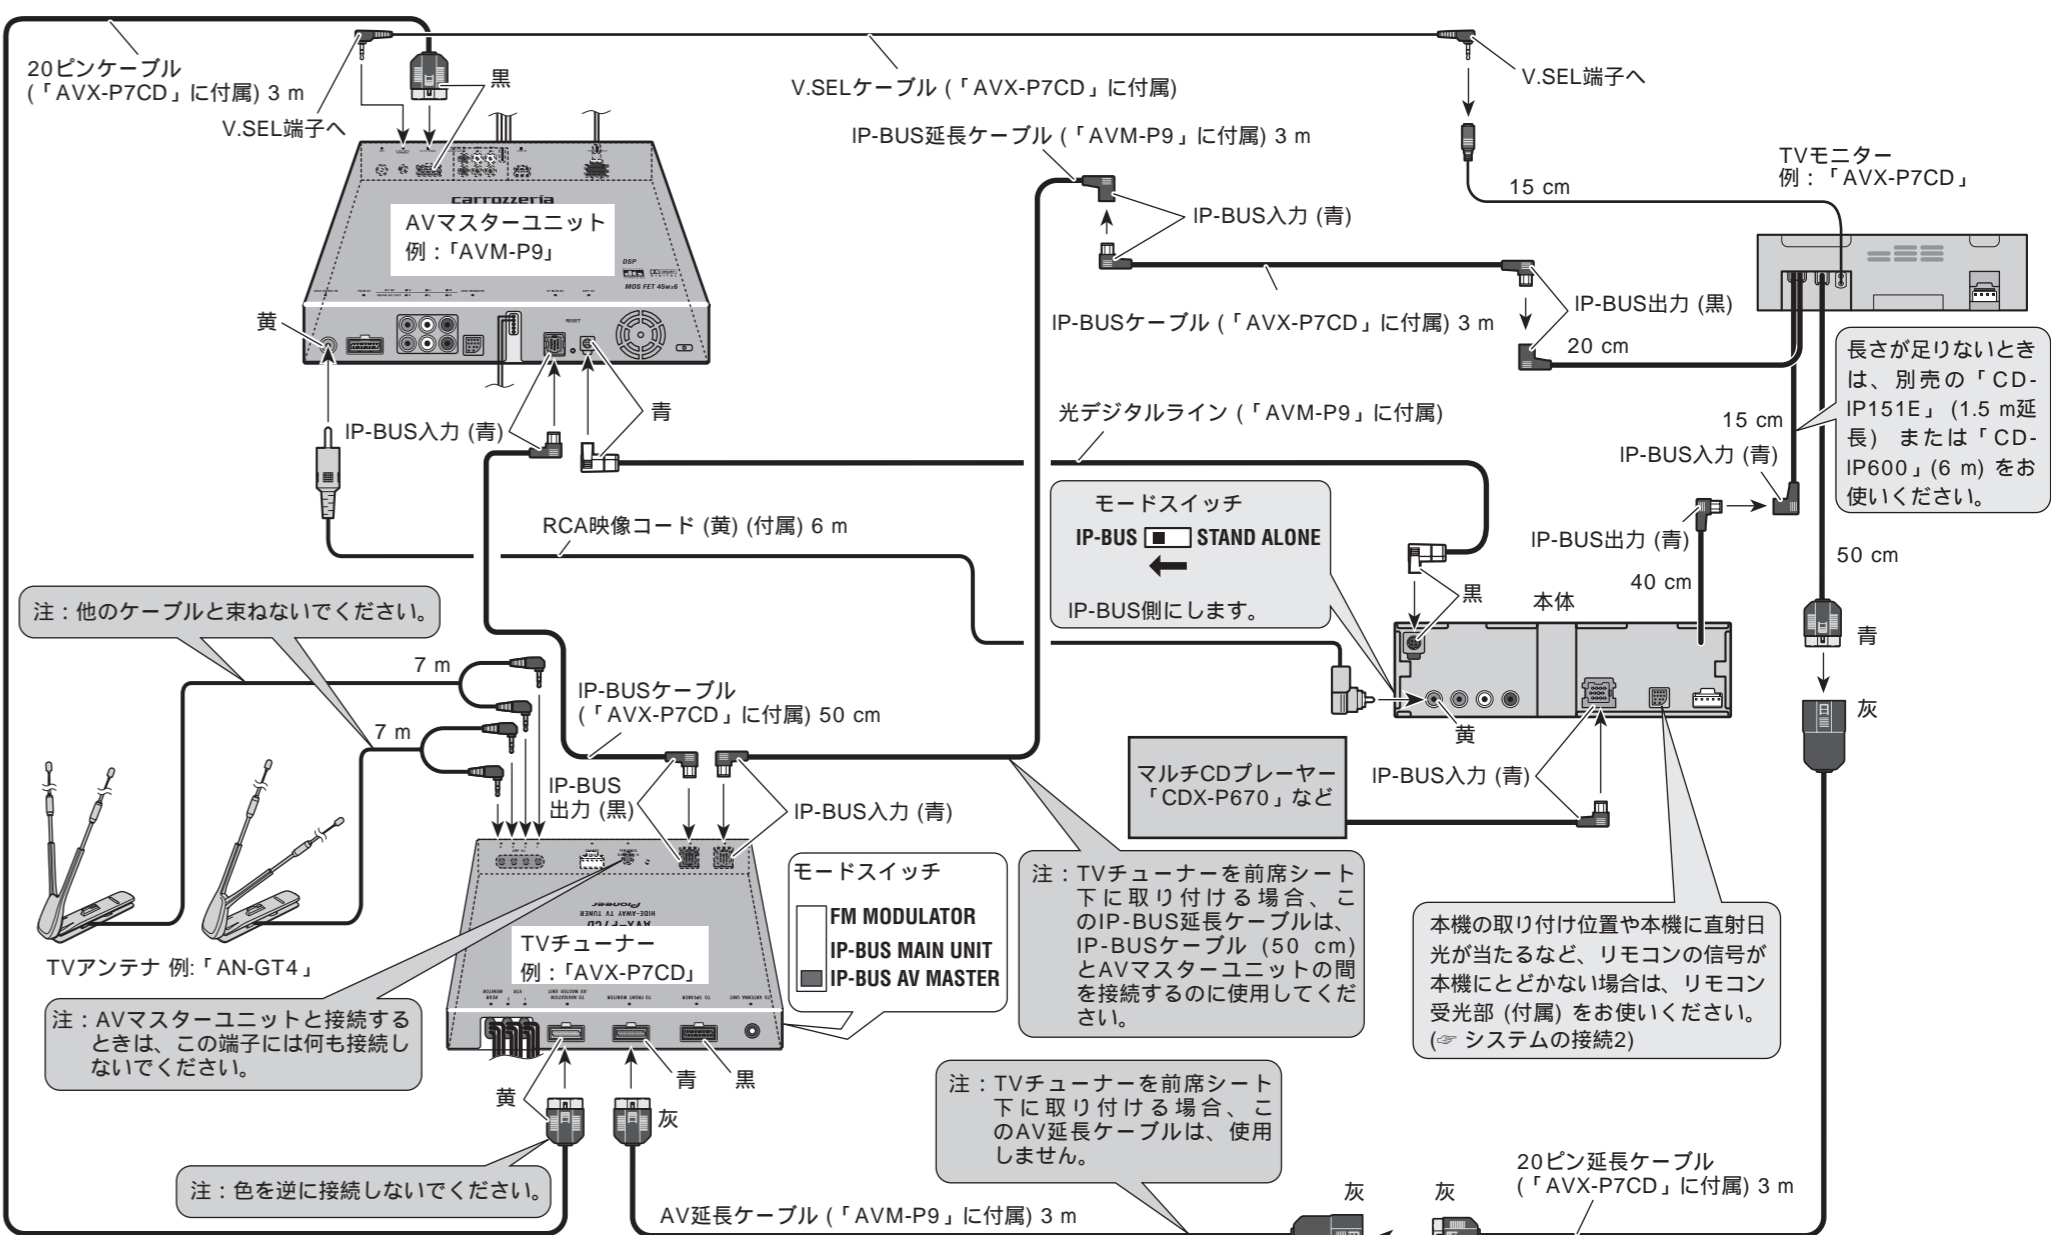 20ピンケーブル
(「AVX-P7CD」に付属) 3 m
V.SEL端子へ
黒
V.SELケーブル (「AVX-P7CD」に付属)
V.SEL端子へ
IP-BUS延長ケーブル (「AVM-P9」に付属) 3 m
15 cm
TVモニター
例：「AVX-P7CD」
IP-BUS入力 (青)
carrozzeria
AVマスターユニット
例：「AVM-P9」
DSP
MOS FET 45W×6
RESET
黄
IP-BUSケーブル (「AVX-P7CD」に付属) 3 m
IP-BUS出力 (黒)
20 cm
長さが足りないとき
は、別売の「CD-
IP151E」 (1.5 m延
長) または「CD-
IP600」(6 m) をお
使いください。
IP-BUS入力 (青)
青
光デジタルライン (「AVM-P9」に付属)
15 cm
IP-BUS入力 (青)
モードスイッチ
IP-BUS STAND ALONE
IP-BUS側にします。
RCA映像コード (黄) (付属) 6 m
IP-BUS出力 (青)
40 cm
50 cm
黒
本体
青
灰
注：他のケーブルと束ねないでください。
7 m
7 m
IP-BUSケーブル
(「AVX-P7CD」に付属) 50 cm
黄
マルチCDプレーヤー
「CDX-P670」など
IP-BUS入力 (青)
IP-BUS
出力 (黒)
IP-BUS入力 (青)
TVアンテナ 例:「AN-GT4」
Pioneer
HIDE-AWAY TV TUNER
AVX-P7CD
TVチューナー
例：「AVX-P7CD」
モードスイッチ
FM MODULATOR
IP-BUS MAIN UNIT
IP-BUS AV MASTER
注：TVチューナーを前席シート
下に取り付ける場合、こ
のIP-BUS延長ケーブルは、
IP-BUSケーブル (50 cm)
とAVマスターユニットの間
を接続するのに使用してくだ
さい。
本機の取り付け位置や本機に直射日
光が当たるなど、リモコンの信号が
本機にとどかない場合は、リモコン
受光部 (付属) をお使いください。
(☞ システムの接続2)
注：AVマスターユニットと接続する
ときは、この端子には何も接続し
ないでください。
青
黒
黄
灰
注：TVチューナーを前席シート
下に取り付ける場合、こ
のAV延長ケーブルは、使用
しません。
注：色を逆に接続しないでください。
AV延長ケーブル (「AVM-P9」に付属) 3 m
灰
灰
20ピン延長ケーブル
(「AVX-P7CD」に付属) 3 m